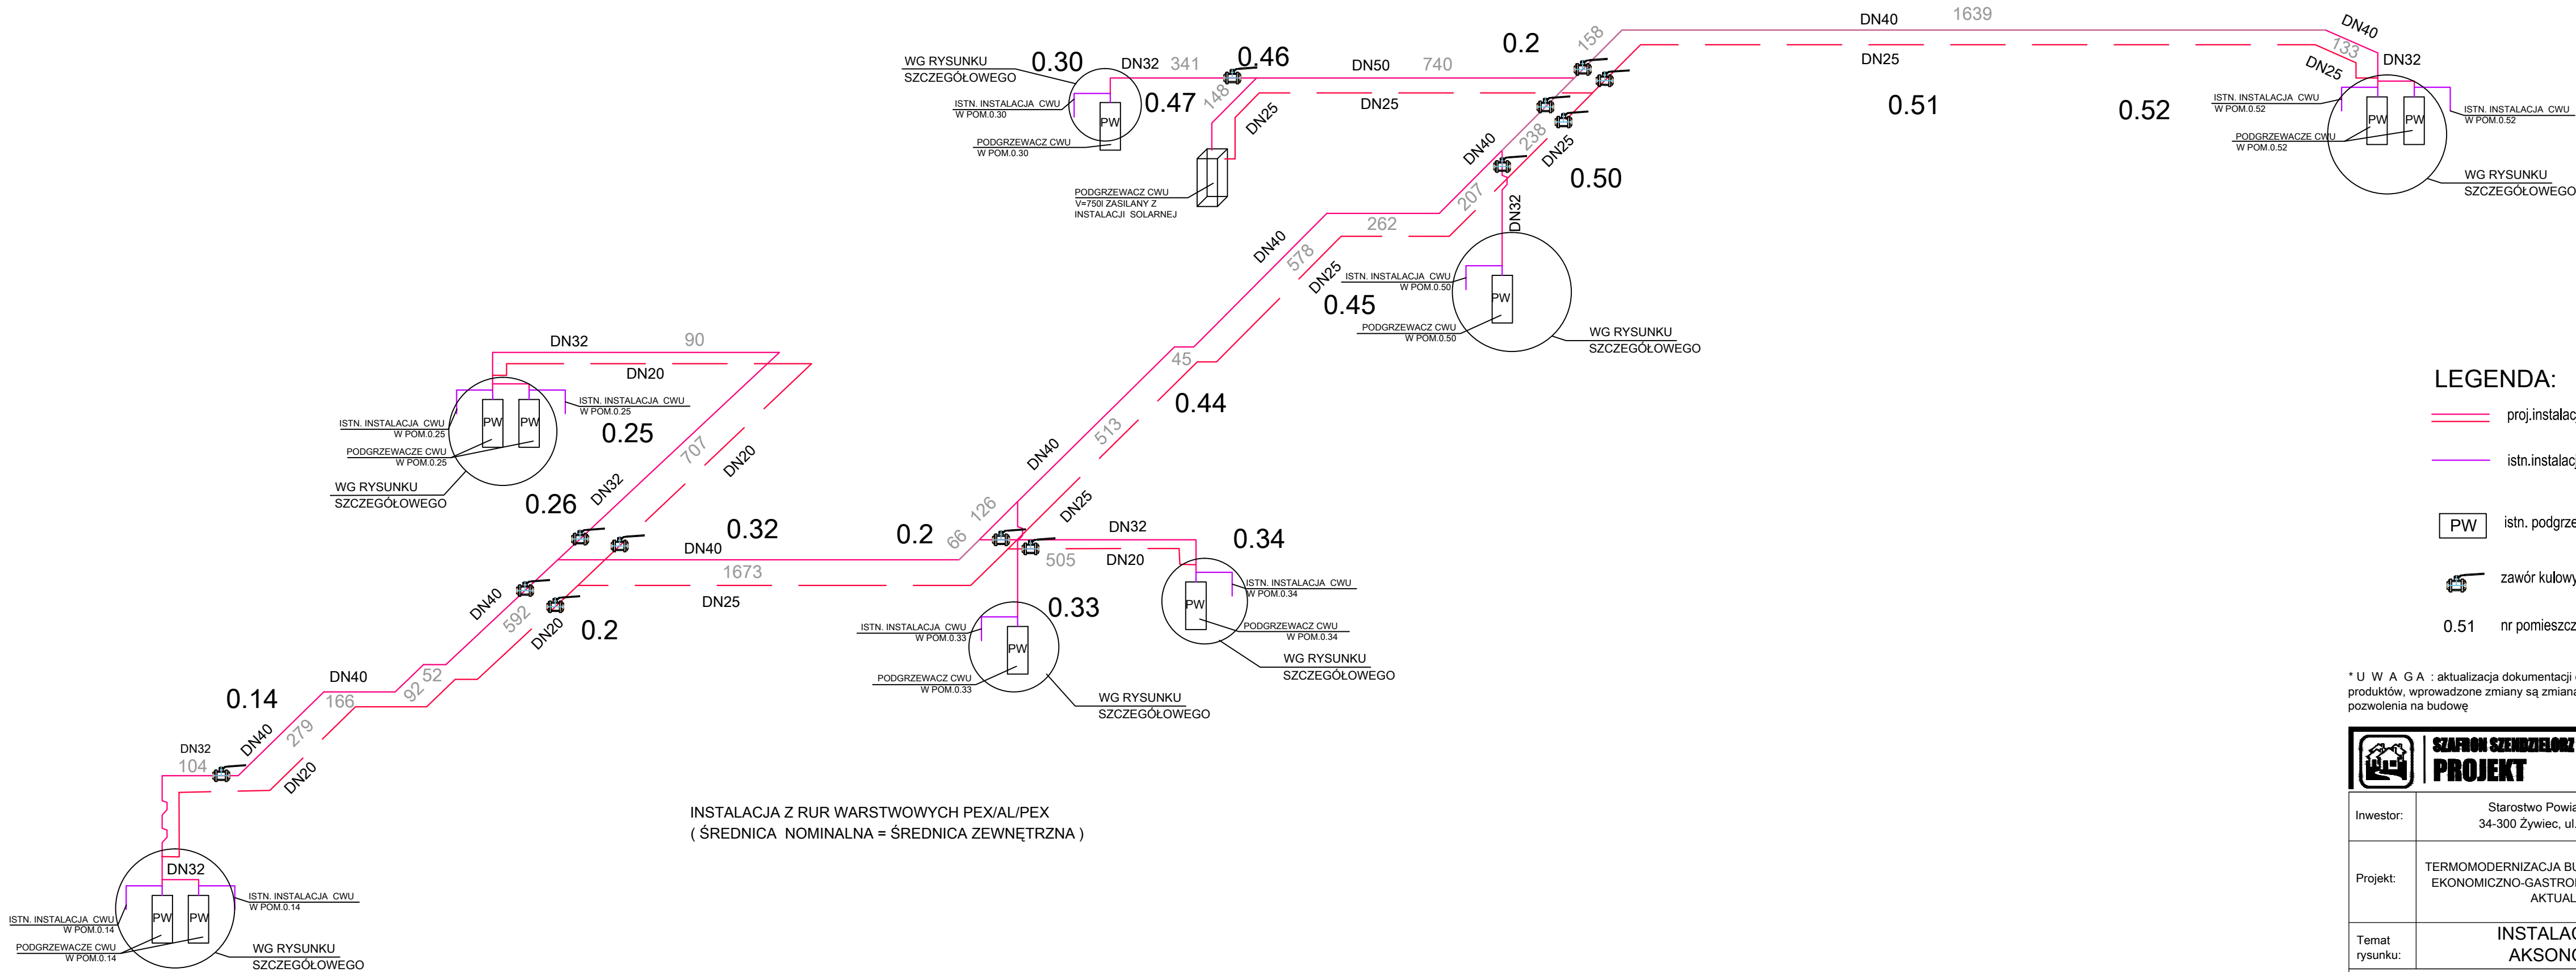 DN40
1639
158
0.2
DN40
133
DN25
DN32
DN25
WG RYSUNKU
SZCZEGÓŁOWEGO
0.30
DN32
341
0.46
DN50
740
DN25
148
DN25
0.47
ISTN. INSTALACJA CWU
W POM.0.30
PW
PODGRZEWACZ CWU
W POM.0.30
PODGRZEWACZ CWU
V=750l ZASILANY Z
INSTALACJI SOLARNEJ
0.51
0.52
ISTN. INSTALACJA CWU
W POM.0.52
PW
PW
ISTN. INSTALACJA CWU
W POM.0.52
PODGRZEWACZE CWU
W POM.0.52
WG RYSUNKU
SZCZEGÓŁOWEGO
DN40
238
DN25
0.50
207
DN32
262
DN40
578
DN25
0.45
ISTN. INSTALACJA CWU
W POM.0.50
PW
PODGRZEWACZ CWU
W POM.0.50
WG RYSUNKU
SZCZEGÓŁOWEGO
45
0.44
513
DN40
DN25
126
66
0.2
DN32
90
DN20
ISTN. INSTALACJA CWU
W POM.0.25
PW
PW
ISTN. INSTALACJA CWU
W POM.0.25
0.25
PODGRZEWACZE CWU
W POM.0.25
WG RYSUNKU
SZCZEGÓŁOWEGO
707
DN20
DN32
0.26
0.32
DN40
1673
DN25
DN32
505
DN20
0.34
ISTN. INSTALACJA CWU
W POM.0.34
PW
PODGRZEWACZ CWU
W POM.0.34
WG RYSUNKU
SZCZEGÓŁOWEGO
0.33
ISTN. INSTALACJA CWU
W POM.0.33
PW
PODGRZEWACZ CWU
W POM.0.33
WG RYSUNKU
SZCZEGÓŁOWEGO
DN40
592
DN20
0.2
52
92
DN40
166
0.14
279
DN40
DN20
DN32
104
DN32
ISTN. INSTALACJA CWU
W POM.0.14
PW
PW
ISTN. INSTALACJA CWU
W POM.0.14
PODGRZEWACZE CWU
W POM.0.14
WG RYSUNKU
SZCZEGÓŁOWEGO
INSTALACJA Z RUR WARSTWOWYCH PEX/AL/PEX
( ŚREDNICA NOMINALNA = ŚREDNICA ZEWNĘTRZNA )
LEGENDA:
proj.instalac
istn.instalac
PW
istn. podgrze
zawór kulowy
0.51
nr pomieszcz
* U W A G A : aktualizacja dokumentacji
produktów, wprowadzone zmiany są zmiana
pozwolenia na budowę
SZAFRON SZENDZIELORZ
PROJEKT
Inwestor:
Starostwo Powia
34-300 Żywiec, ul.
Projekt:
TERMOMODERNIZACJA BU
EKONOMICZNO-GASTRO
AKTUAL
Temat
rysunku:
INSTALAC
AKSONO